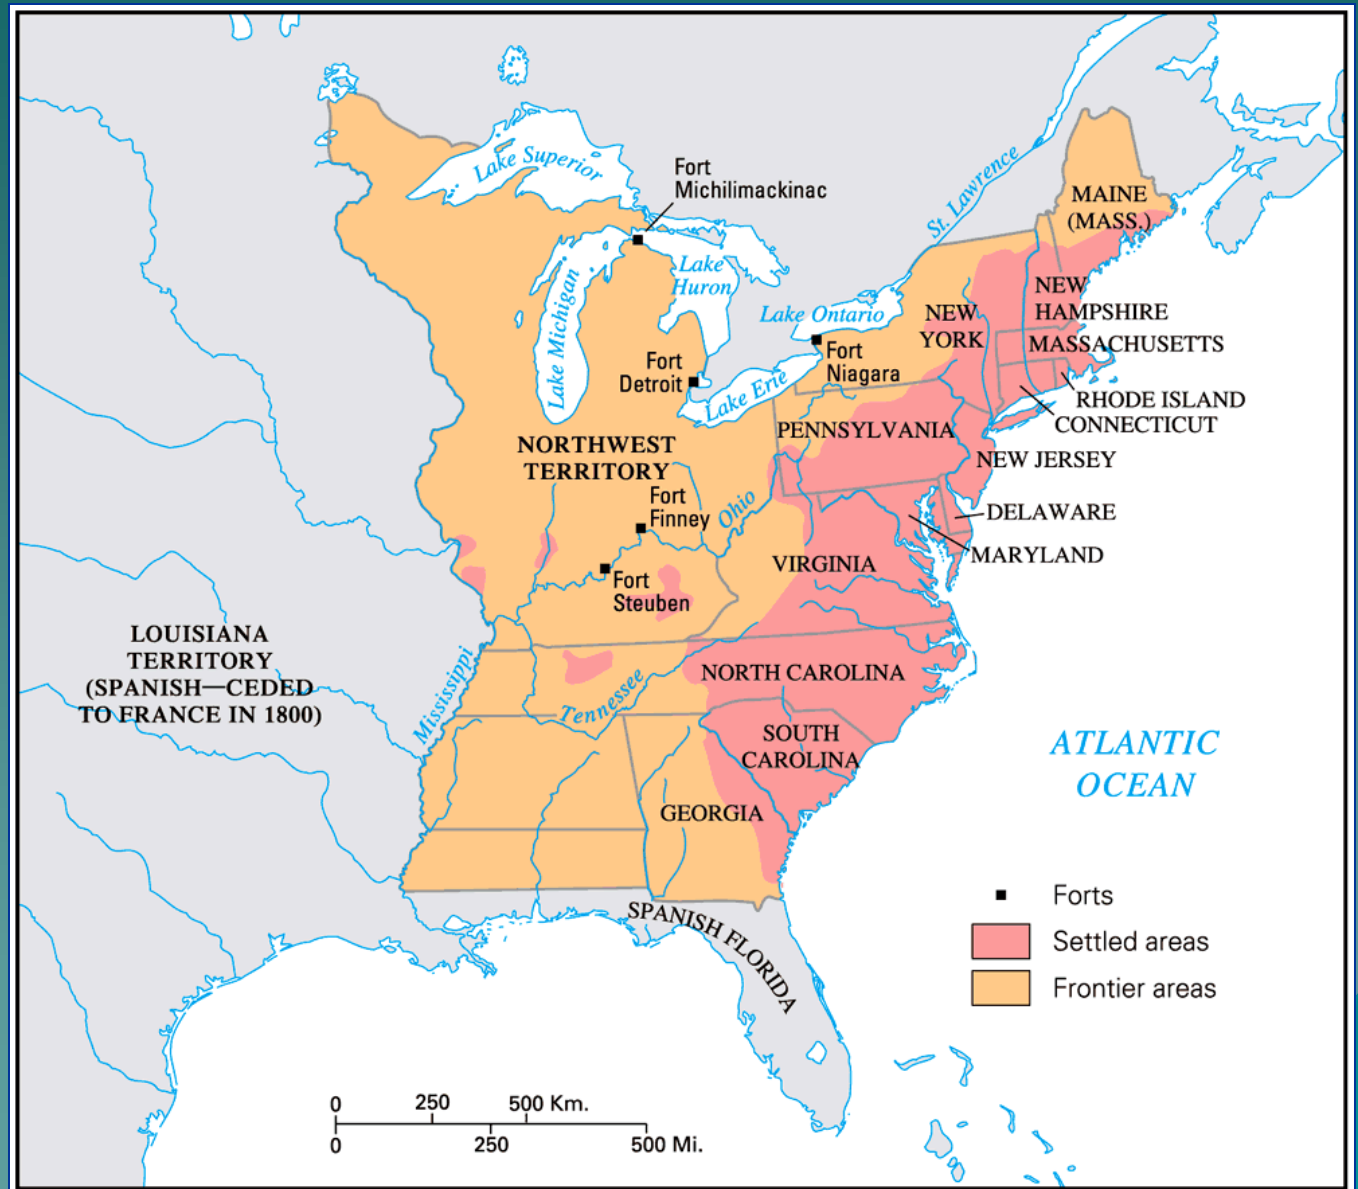 Lake Superior
Fort
Michilimackinac
St. Lawrence
MAINE
(MASS.)
Lake
Huron
Lake Michigan
Lake Ontario
NEW
YORK
NEW
HAMPSHIRE
MASSACHUSETTS
Fort
Niagara
Fort
Detroit
Lake Erie
RHODE ISLAND
CONNECTICUT
PENNSYLVANIA
NORTHWEST
TERRITORY
NEW JERSEY
Fort
Finney
Ohio
DELAWARE
MARYLAND
VIRGINIA
Fort
Steuben
LOUISIANA
TERRITORY
(SPANISH—CEDED
TO FRANCE IN 1800)
Mississippi
Tennessee
NORTH CAROLINA
SOUTH
CAROLINA
GEORGIA
ATLANTIC
OCEAN
SPANISH FLORIDA
Forts
Settled areas
Frontier areas
0 250 500 Km.
0 250 500 Mi.